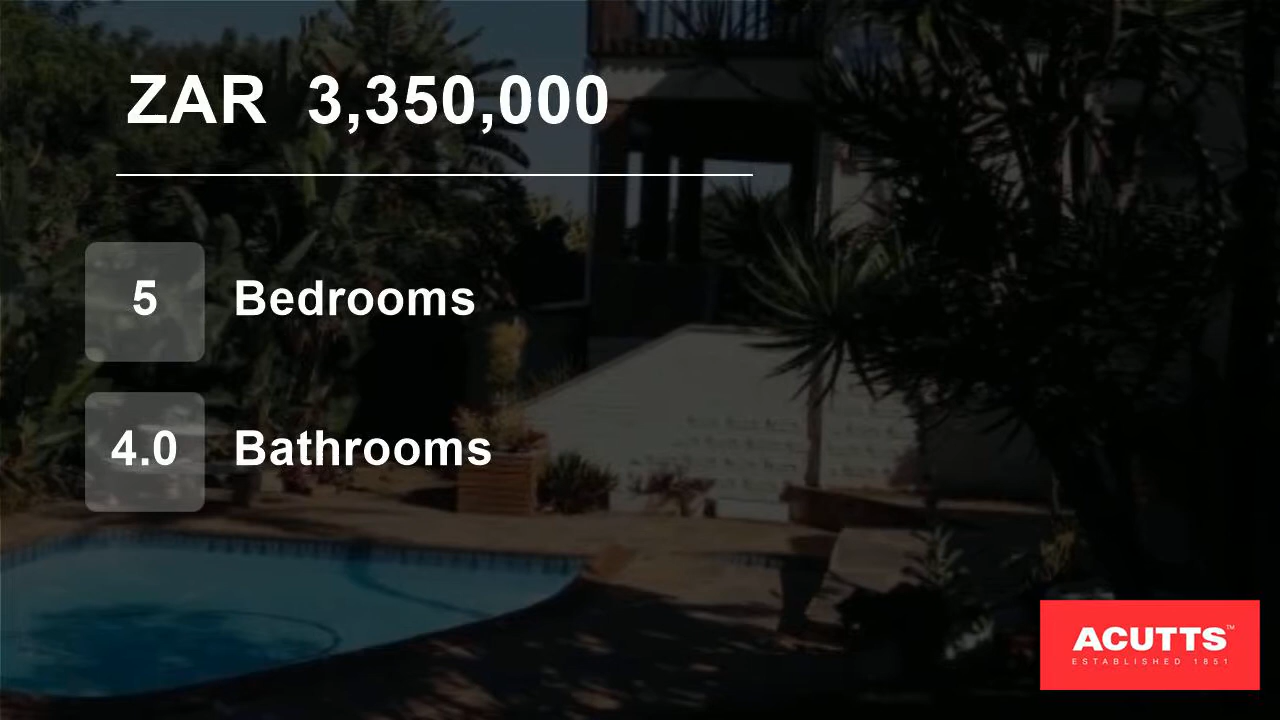 ZAR 3,350,000
5 Bedrooms
4.0 Bathrooms
ACUTTS™
ESTABLISHED 1851